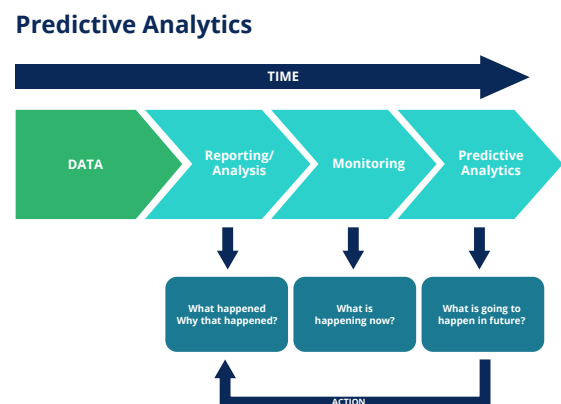 Predictive Analytics
TIME
DATA
Reporting/
Analysis
Monitoring
Predictive
Analytics
What happened
Why that happened?
What is
happening now?
What is going to
happen in future?
ACTION